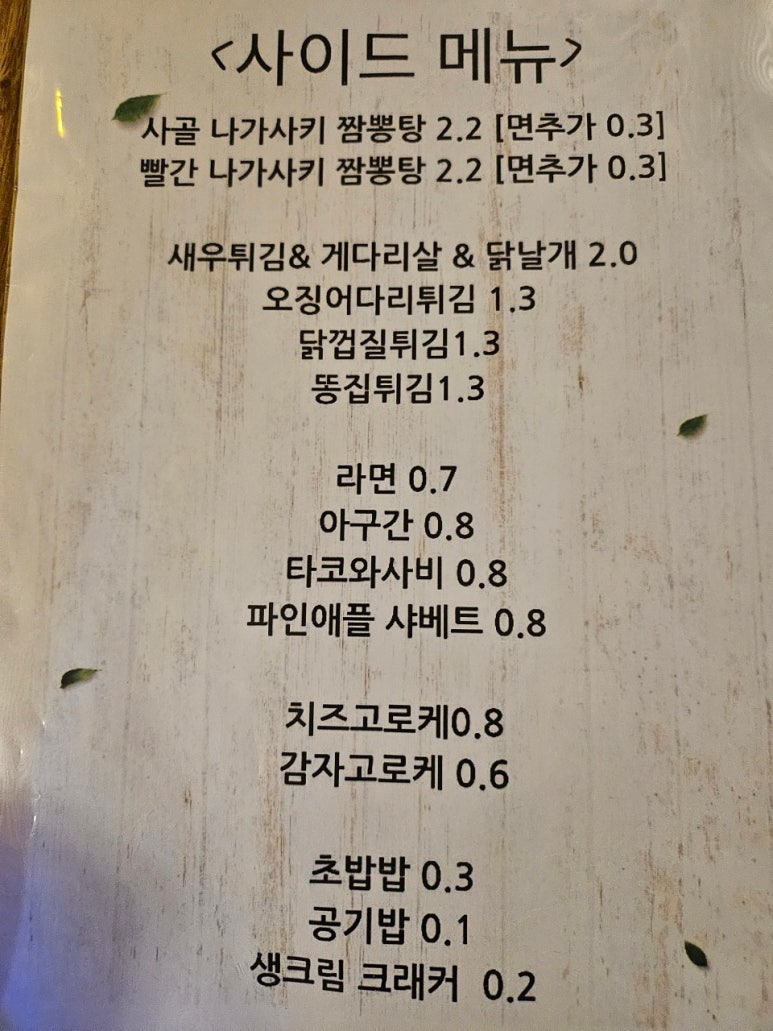 <사이드 메뉴>
사골 나가사키 짬뽕탕 2.2 [면추가 0.3]
빨간 나가사키 짬뽕탕 2.2 [면추가 0.3]
새우튀김& 게다리살 & 닭날개 2.0
오징어다리튀김 1.3
닭껍질튀김1.3
똥집튀김1.3
라면 0.7
아구간 0.8
타코와사비 0.8
파인애플 샤베트 0.8
치즈고로케0.8
감자고로케 0.6
초밥밥 0.3
공기밥 0.1
생크림 크래커 0.2